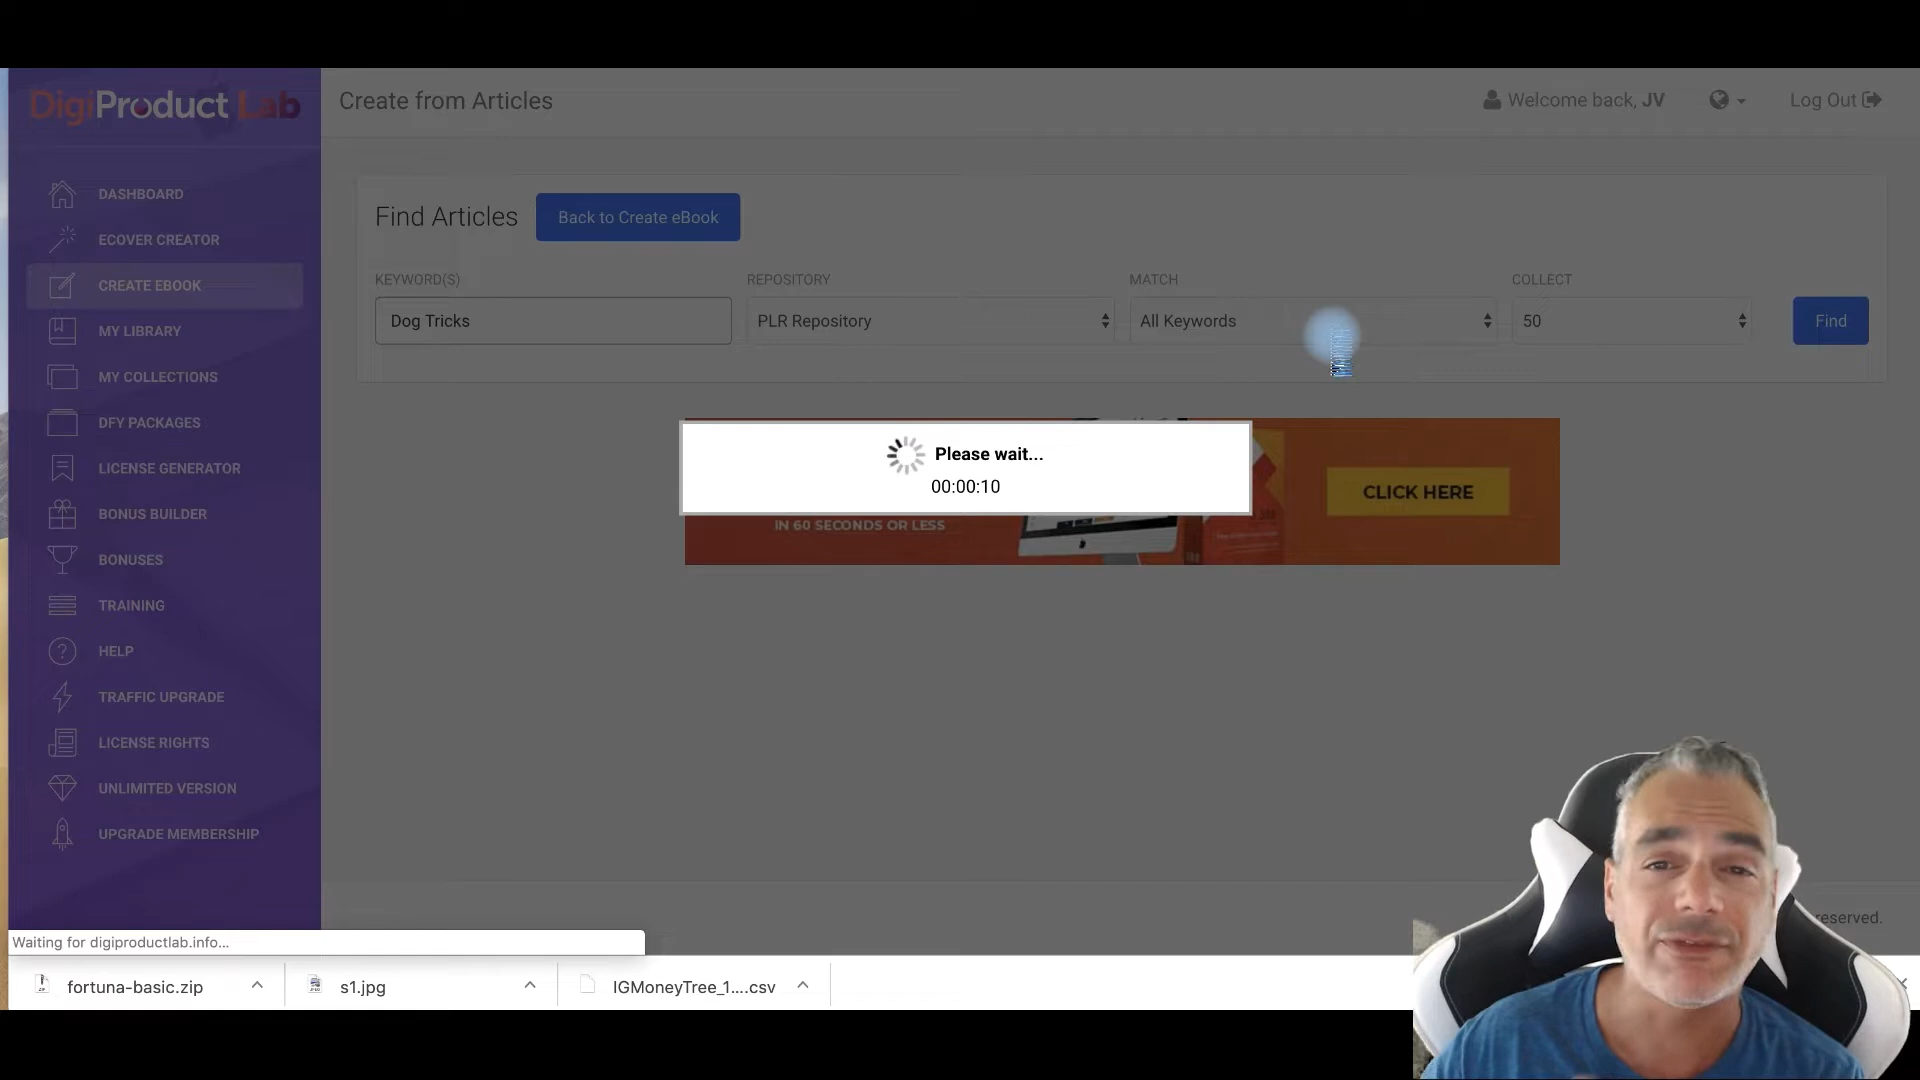 DigiProduct Lab
Create from Articles
Welcome back, JV
Log Out
DASHBOARD
ECOVER CREATOR
CREATE EBOOK
MY LIBRARY
MY COLLECTIONS
DFY PACKAGES
LICENSE GENERATOR
BONUS BUILDER
BONUSES
TRAINING
HELP
TRAFFIC UPGRADE
LICENSE RIGHTS
UNLIMITED VERSION
UPGRADE MEMBERSHIP
Find Articles
Back to Create eBook
KEYWORD(S)
REPOSITORY
MATCH
COLLECT
Dog Tricks
PLR Repository
All Keywords
50
Find
Please wait...
00:00:10
IN 60 SECONDS OR LESS
CLICK HERE
reserved.
Waiting for digiproductlab.info...
fortuna-basic.zip
s1.jpg
IGMoneyTree_1....csv